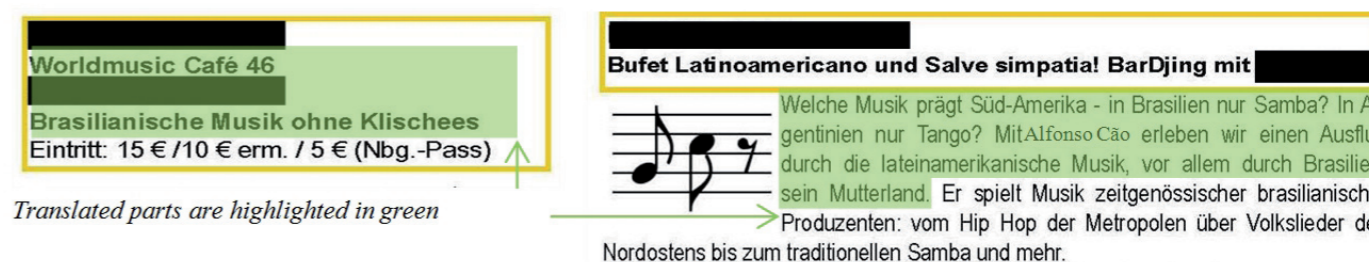 Worldmusic Café 46
Brasilianische Musik ohne Klischees
Eintritt: 15 € /10 € erm. / 5 € (Nbg.-Pass)
Translated parts are highlighted in green
Bufet Latinoamericano und Salve simpatia! BarDjing mit
Welche Musik prägt Süd-Amerika - in Brasilien nur Samba? In A
gentinien nur Tango? Mit Alfonso Cão erleben wir einen Ausflu
durch die lateinamerikanische Musik, vor allem durch Brasilie
sein Mutterland. Er spielt Musik zeitgenössischer brasilianisch
Produzenten: vom Hip Hop der Metropolen über Volkslieder de
Nordostens bis zum traditionellen Samba und mehr.